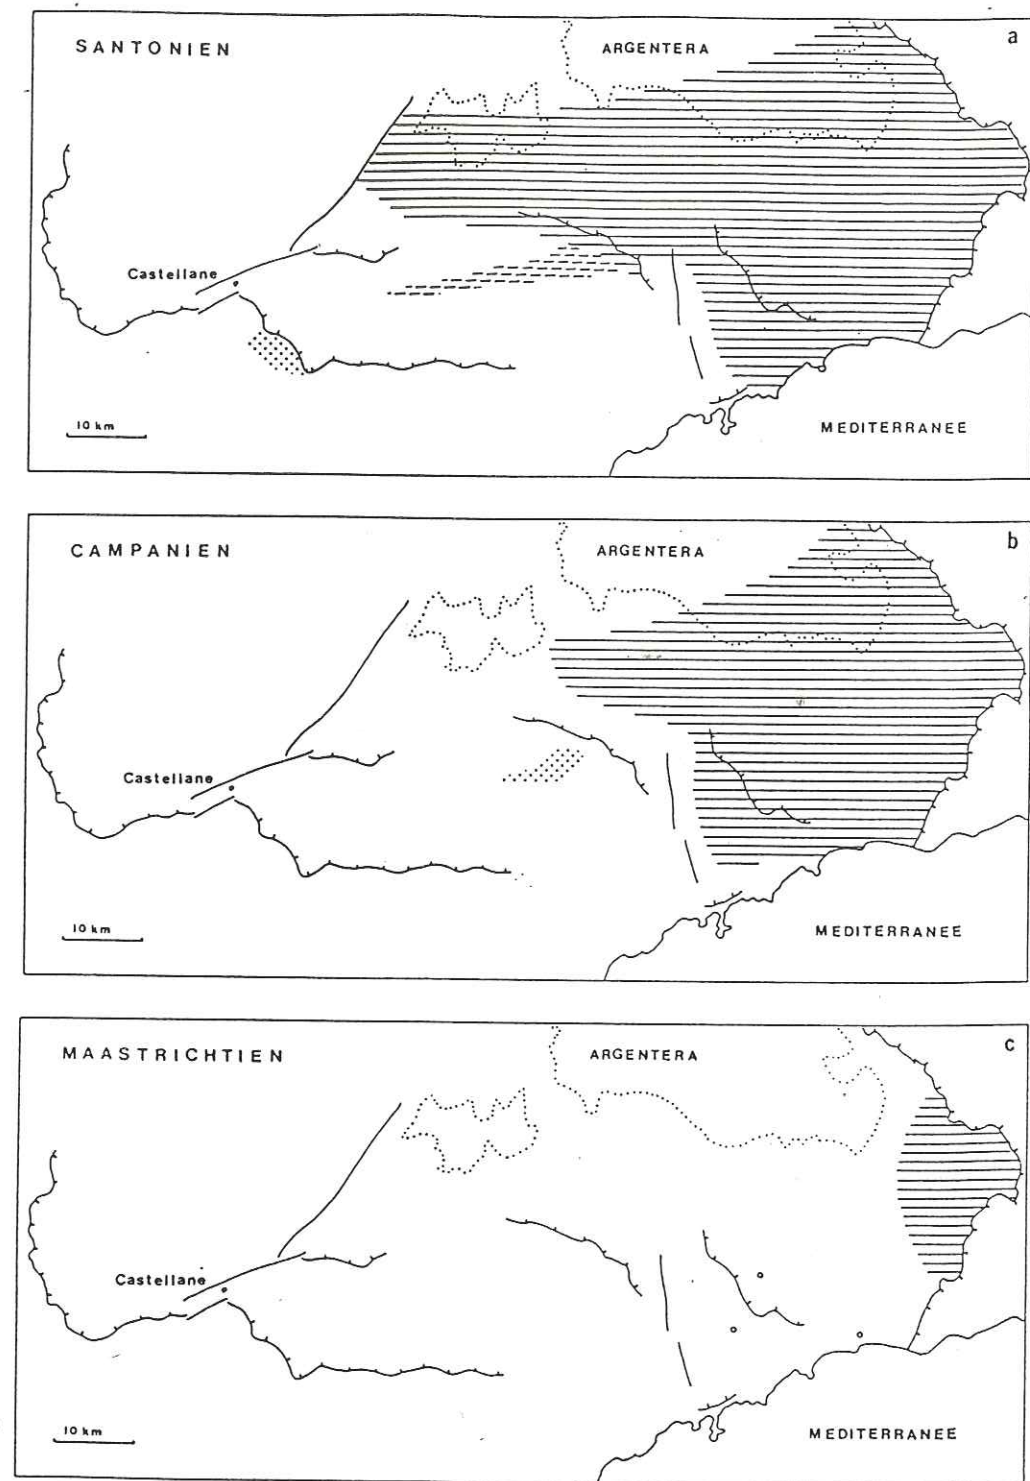 SANTONIEN
ARGENTERA
a
Castellane
10 km
MEDITERRANEE
CAMPANIEN
ARGENTERA
b
Castellane
10 km
MEDITERRANEE
MAASTRICHTIEN
ARGENTERA
c
Castellane
10 km
MEDITERRANEE